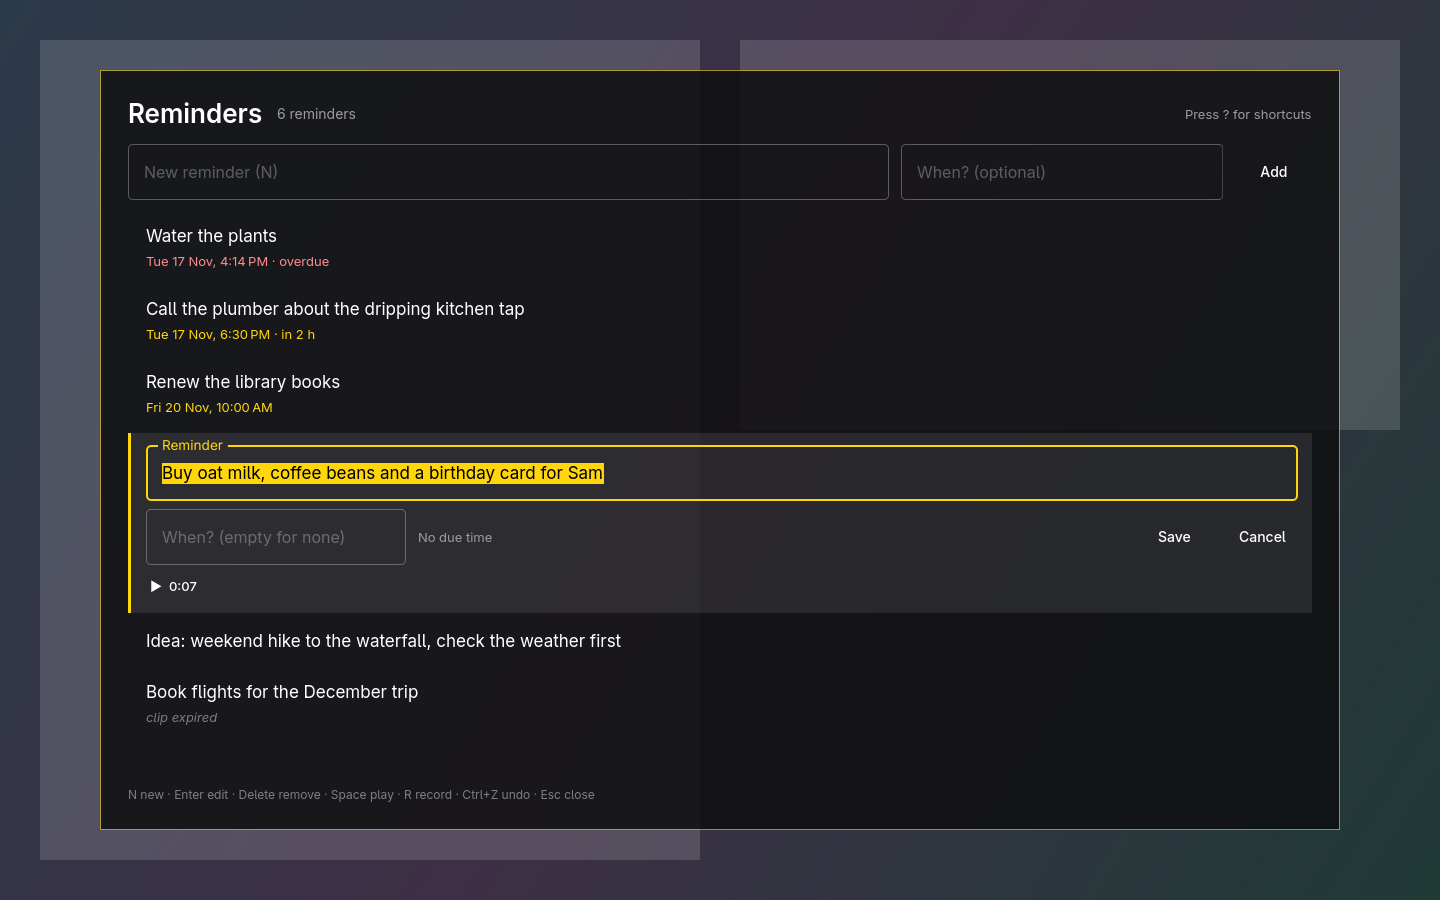 Reminders 6 reminders Press ? for shortcuts
New reminder (N) When? (optional) Add
Water the plants
Tue 17 Nov, 4:14 PM · overdue
Call the plumber about the dripping kitchen tap
Tue 17 Nov, 6:30 PM · in 2 h
Renew the library books
Fri 20 Nov, 10:00 AM
Reminder
Buy oat milk, coffee beans and a birthday card for Sam
When? (empty for none) No due time Save Cancel
0:07
Idea: weekend hike to the waterfall, check the weather first
Book flights for the December trip
clip expired
N new · Enter edit · Delete remove · Space play · R record · Ctrl+Z undo · Esc close